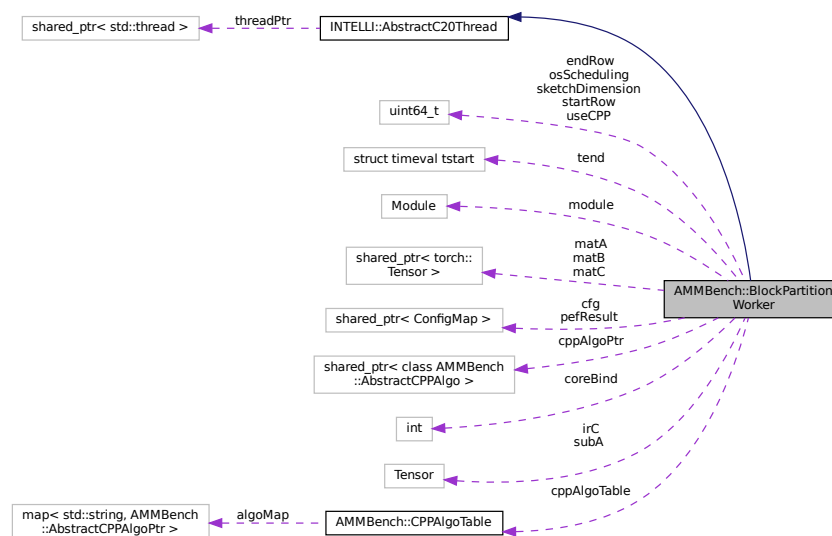 shared_ptr< std::thread >
threadPtr
INTELLI::AbstractC20Thread
endRow
osScheduling
sketchDimension
startRow
useCPP
uint64_t
struct timeval tstart
tend
Module
module
shared_ptr< torch::
Tensor >
matA
matB
matC
AMMBench::BlockPartition
Worker
shared_ptr< ConfigMap >
cfg
pefResult
shared_ptr< class AMMBench
::AbstractCPPAlgo >
cppAlgoPtr
int
coreBind
Tensor
irC
subA
map< std::string, AMMBench
::AbstractCPPAlgoPtr >
algoMap
AMMBench::CPPAlgoTable
cppAlgoTable